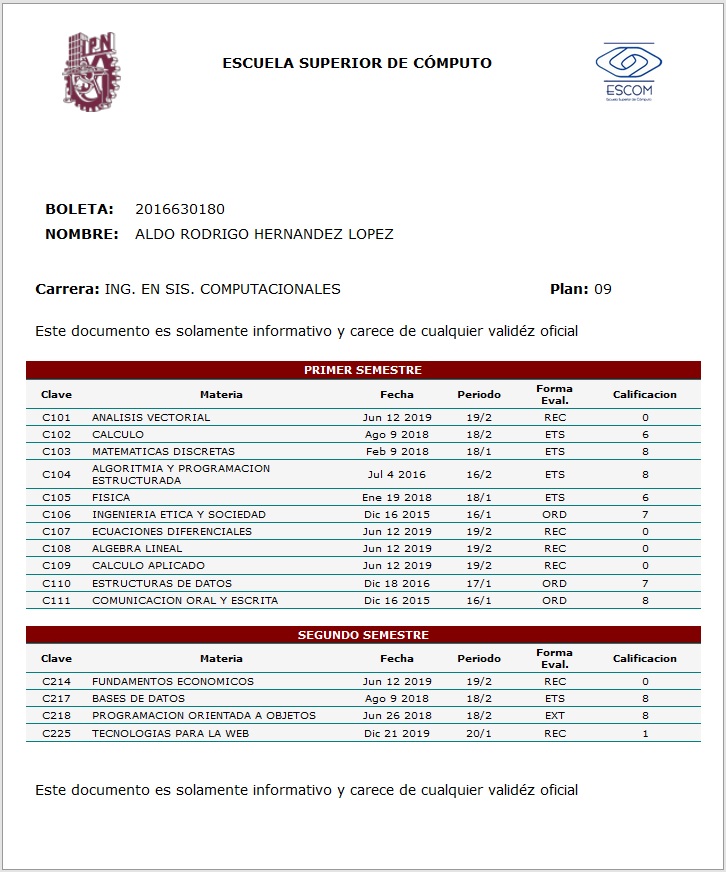 IPN
ESCUELA SUPERIOR DE CÓMPUTO
ESCOM
Escuela Superior de Cómputo
BOLETA: 2016630180
NOMBRE: ALDO RODRIGO HERNANDEZ LOPEZ
Carrera: ING. EN SIS. COMPUTACIONALES Plan: 09
Este documento es solamente informativo y carece de cualquier validéz oficial
PRIMER SEMESTRE
Clave Materia Fecha Periodo Forma Eval. Calificacion
C101 ANALISIS VECTORIAL Jun 12 2019 19/2 REC 0
C102 CALCULO Ago 9 2018 18/2 ETS 6
C103 MATEMATICAS DISCRETAS Feb 9 2018 18/1 ETS 8
C104 ALGORITMIA Y PROGRAMACION ESTRUCTURADA Jul 4 2016 16/2 ETS 8
C105 FISICA Ene 19 2018 18/1 ETS 6
C106 INGENIERIA ETICA Y SOCIEDAD Dic 16 2015 16/1 ORD 7
C107 ECUACIONES DIFERENCIALES Jun 12 2019 19/2 REC 0
C108 ALGEBRA LINEAL Jun 12 2019 19/2 REC 0
C109 CALCULO APLICADO Jun 12 2019 19/2 REC 0
C110 ESTRUCTURAS DE DATOS Dic 18 2016 17/1 ORD 7
C111 COMUNICACION ORAL Y ESCRITA Dic 16 2015 16/1 ORD 8
SEGUNDO SEMESTRE
Clave Materia Fecha Periodo Forma Eval. Calificacion
C214 FUNDAMENTOS ECONOMICOS Jun 12 2019 19/2 REC 0
C217 BASES DE DATOS Ago 9 2018 18/2 ETS 8
C218 PROGRAMACION ORIENTADA A OBJETOS Jun 26 2018 18/2 EXT 8
C225 TECNOLOGIAS PARA LA WEB Dic 21 2019 20/1 REC 1
Este documento es solamente informativo y carece de cualquier validéz oficial